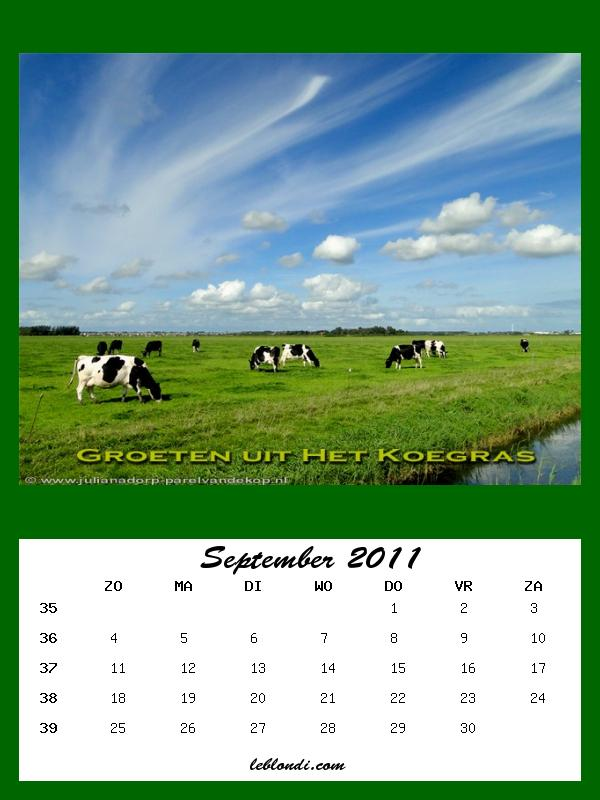 Groeten uit Het Koegras
© www.julianadorp-parelvandekop.nl
September 2011
ZO MA DI WO DO VR ZA
35 1 2 3
36 4 5 6 7 8 9 10
37 11 12 13 14 15 16 17
38 18 19 20 21 22 23 24
39 25 26 27 28 29 30
leblondi.com